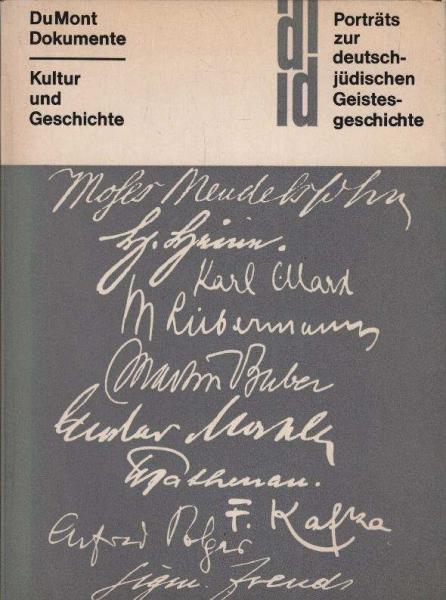 DuMont
Dokumente
Kultur
und
Geschichte
d!
id
Porträts
zur
deutsch-
jüdischen
Geistes-
geschichte
Moses Mendelssohn
H. Heine.
Karl Marx
M Liebermann
Martin Buber
Gustav Mahler
Rathenau.
F. Kafka
Alfred Polgar
Sigm. Freud